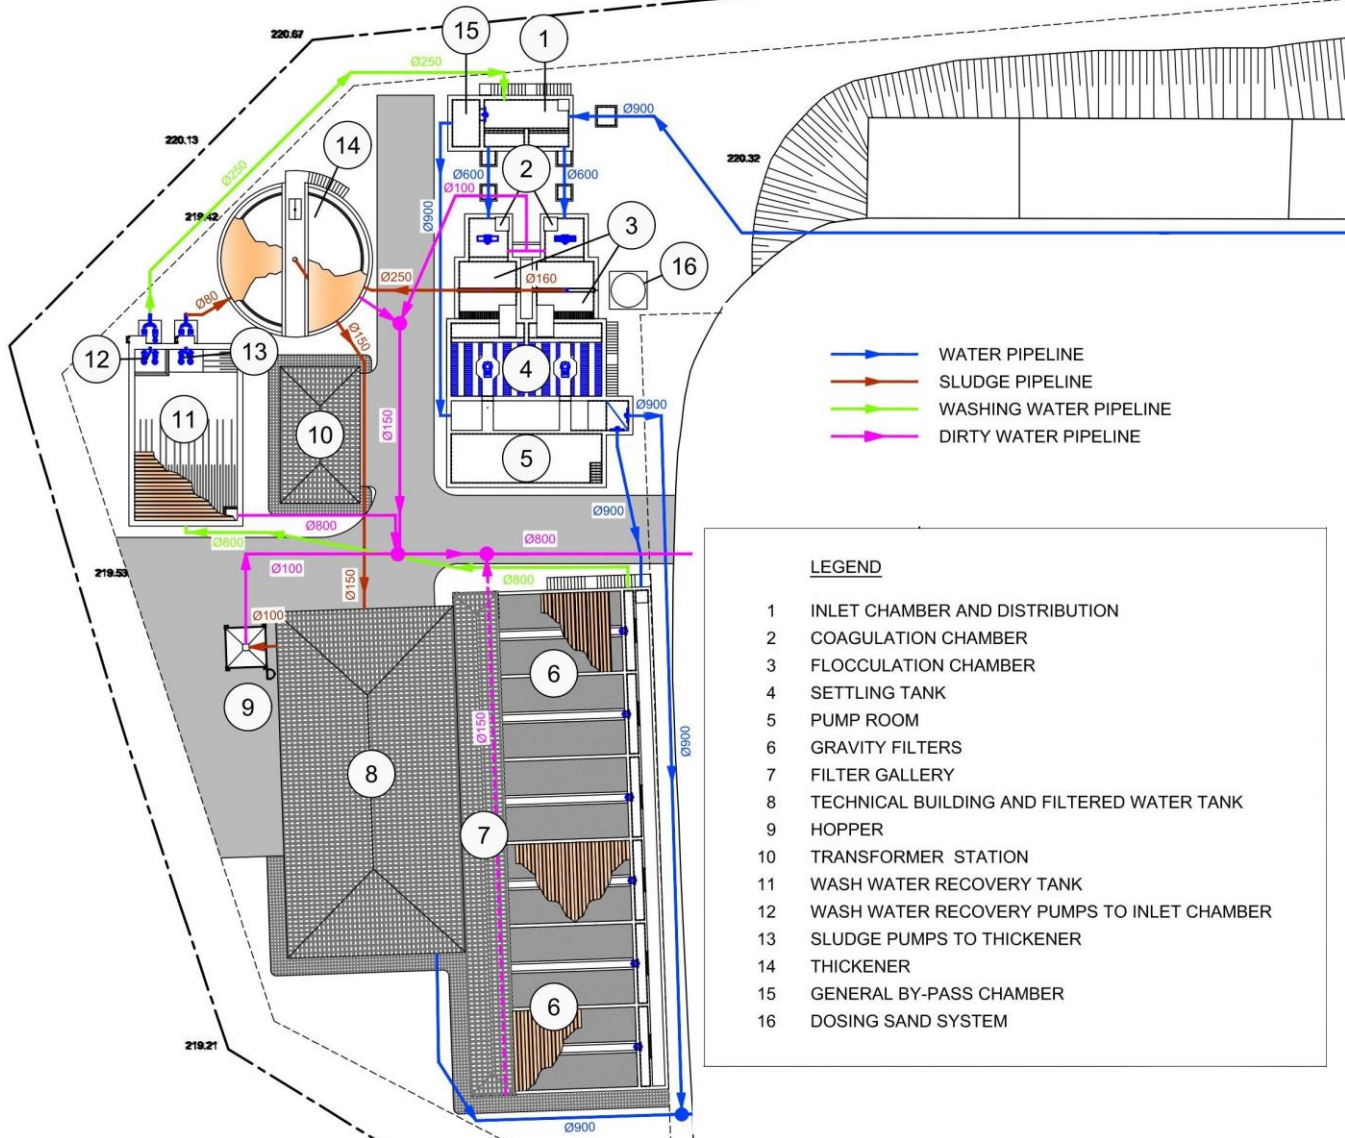 220.67
15
1
Ø250
Ø900
220.13
14
220.32
Ø250
Ø600
2
Ø600
Ø100
219.42
Ø900
3
16
Ø250
Ø160
Ø80
Ø150
12
13
4
WATER PIPELINE
SLUDGE PIPELINE
WASHING WATER PIPELINE
DIRTY WATER PIPELINE
11
10
Ø150
Ø900
5
Ø900
Ø800
Ø800
Ø800
219.53
Ø100
Ø150
Ø800
Ø100
6
9
Ø150
Ø900
8
7
6
219.21
Ø900
LEGEND
1 INLET CHAMBER AND DISTRIBUTION
2 COAGULATION CHAMBER
3 FLOCCULATION CHAMBER
4 SETTLING TANK
5 PUMP ROOM
6 GRAVITY FILTERS
7 FILTER GALLERY
8 TECHNICAL BUILDING AND FILTERED WATER TANK
9 HOPPER
10 TRANSFORMER STATION
11 WASH WATER RECOVERY TANK
12 WASH WATER RECOVERY PUMPS TO INLET CHAMBER
13 SLUDGE PUMPS TO THICKENER
14 THICKENER
15 GENERAL BY-PASS CHAMBER
16 DOSING SAND SYSTEM